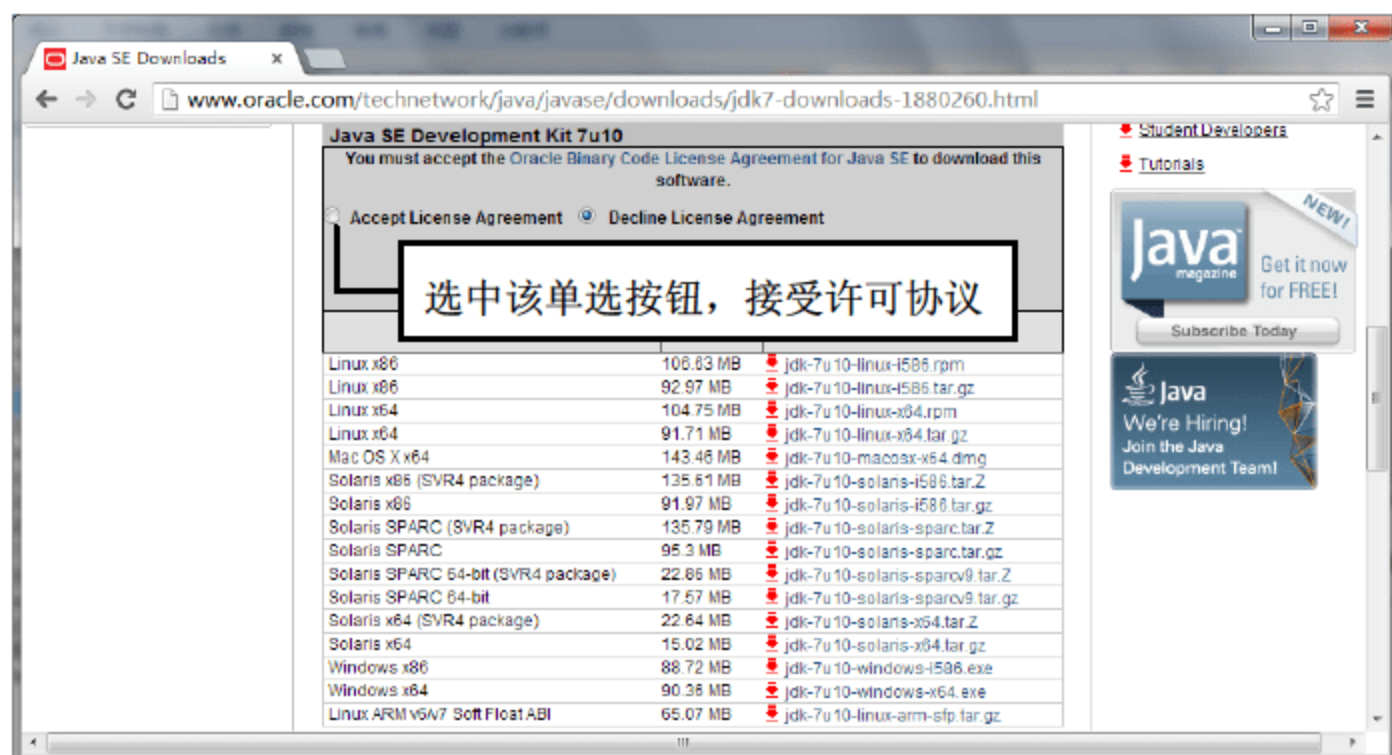 Java SE Downloads
www.oracle.com/technetwork/java/javase/downloads/jdk7-downloads-1880260.html
Java SE Development Kit 7u10
You must accept the Oracle Binary Code License Agreement for Java SE to download this
software.
Accept License Agreement Decline License Agreement
选中该单选按钮，接受许可协议
Linux x86 106.63 MB jdk-7u10-linux-i586.rpm
Linux x86 92.97 MB jdk-7u10-linux-i586.tar.gz
Linux x64 104.75 MB jdk-7u10-linux-x64.rpm
Linux x64 91.71 MB jdk-7u10-linux-x64.tar.gz
Mac OS X x64 143.46 MB jdk-7u10-macosx-x64.dmg
Solaris x86 (SVR4 package) 135.61 MB jdk-7u10-solaris-i586.tar.Z
Solaris x86 91.97 MB jdk-7u10-solaris-i586.tar.gz
Solaris SPARC (SVR4 package) 135.79 MB jdk-7u10-solaris-sparc.tar.Z
Solaris SPARC 95.3 MB jdk-7u10-solaris-sparc.tar.gz
Solaris SPARC 64-bit (SVR4 package) 22.86 MB jdk-7u10-solaris-sparcv9.tar.Z
Solaris SPARC 64-bit 17.57 MB jdk-7u10-solaris-sparcv9.tar.gz
Solaris x64 (SVR4 package) 22.64 MB jdk-7u10-solaris-x64.tar.Z
Solaris x64 15.02 MB jdk-7u10-solaris-x64.tar.gz
Windows x86 88.72 MB jdk-7u10-windows-i586.exe
Windows x64 90.36 MB jdk-7u10-windows-x64.exe
Linux ARM v6/v7 Soft Float ABI 65.07 MB jdk-7u10-linux-arm-sfp.tar.gz
Student Developers
Tutorials
NEW!
Java
magazine
Get it now
for FREE!
Subscribe Today
Java
We're Hiring!
Join the Java
Development Team!